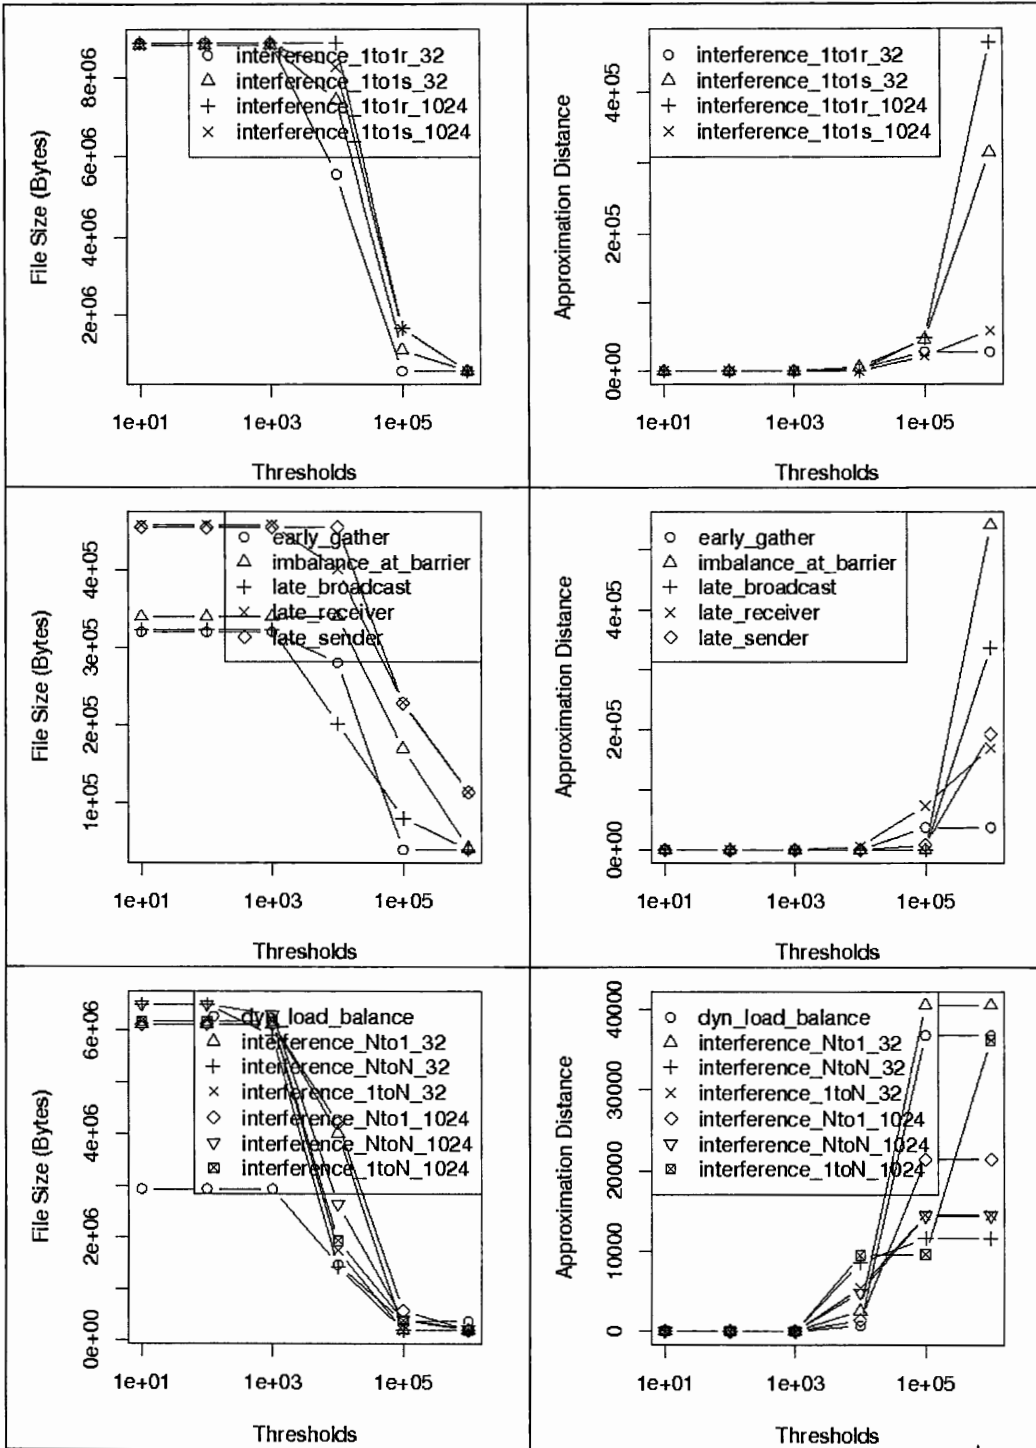 File Size (Bytes)
2e+06 4e+06 6e+06 8e+06
interference_1to1r_32
interference_1to1s_32
interference_1to1r_1024
interference_1to1s_1024
1e+01 1e+03 1e+05
Thresholds
Approximation Distance
0e+00 2e+05 4e+05
interference_1to1r_32
interference_1to1s_32
interference_1to1r_1024
interference_1to1s_1024
1e+01 1e+03 1e+05
Thresholds
File Size (Bytes)
1e+05 2e+05 3e+05 4e+05
early_gather
imbalance_at_barrier
late_broadcast
late_receiver
late_sender
1e+01 1e+03 1e+05
Thresholds
Approximation Distance
0e+00 2e+05 4e+05
early_gather
imbalance_at_barrier
late_broadcast
late_receiver
late_sender
1e+01 1e+03 1e+05
Thresholds
File Size (Bytes)
0e+00 2e+06 4e+06 6e+06
dyn_load_balance
interference_Nto1_32
interference_NtoN_32
interference_1toN_32
interference_Nto1_1024
interference_NtoN_1024
interference_1toN_1024
1e+01 1e+03 1e+05
Thresholds
Approximation Distance
0 10000 20000 30000 40000
dyn_load_balance
interference_Nto1_32
interference_NtoN_32
interference_1toN_32
interference_Nto1_1024
interference_NtoN_1024
interference_1toN_1024
1e+01 1e+03 1e+05
Thresholds